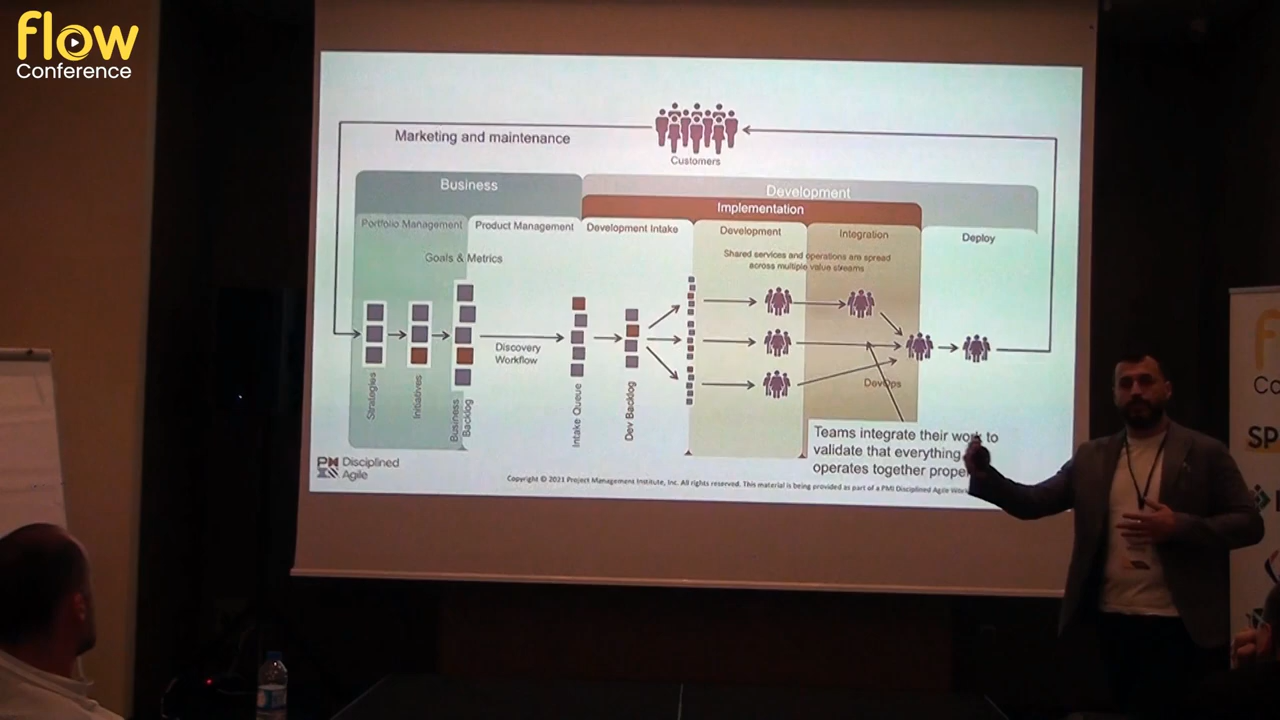 flow
Conference
Marketing and maintenance
Customers
Business
Development
Implementation
Portfolio Management
Product Management
Development Intake
Development
Integration
Deploy
Goals & Metrics
Shared services and operations are spread
across multiple value streams
Discovery
Workflow
DevOps
Strategies
Initiatives
Business
Backlog
Intake Queue
Dev Backlog
Teams integrate their work to
validate that everything
operates together
PM
Disciplined
Agile
Copyright © 2021 Project Management Institute, Inc. All rights reserved. This material is being provided as part of a PMI Disciplined Agile
Co
SP